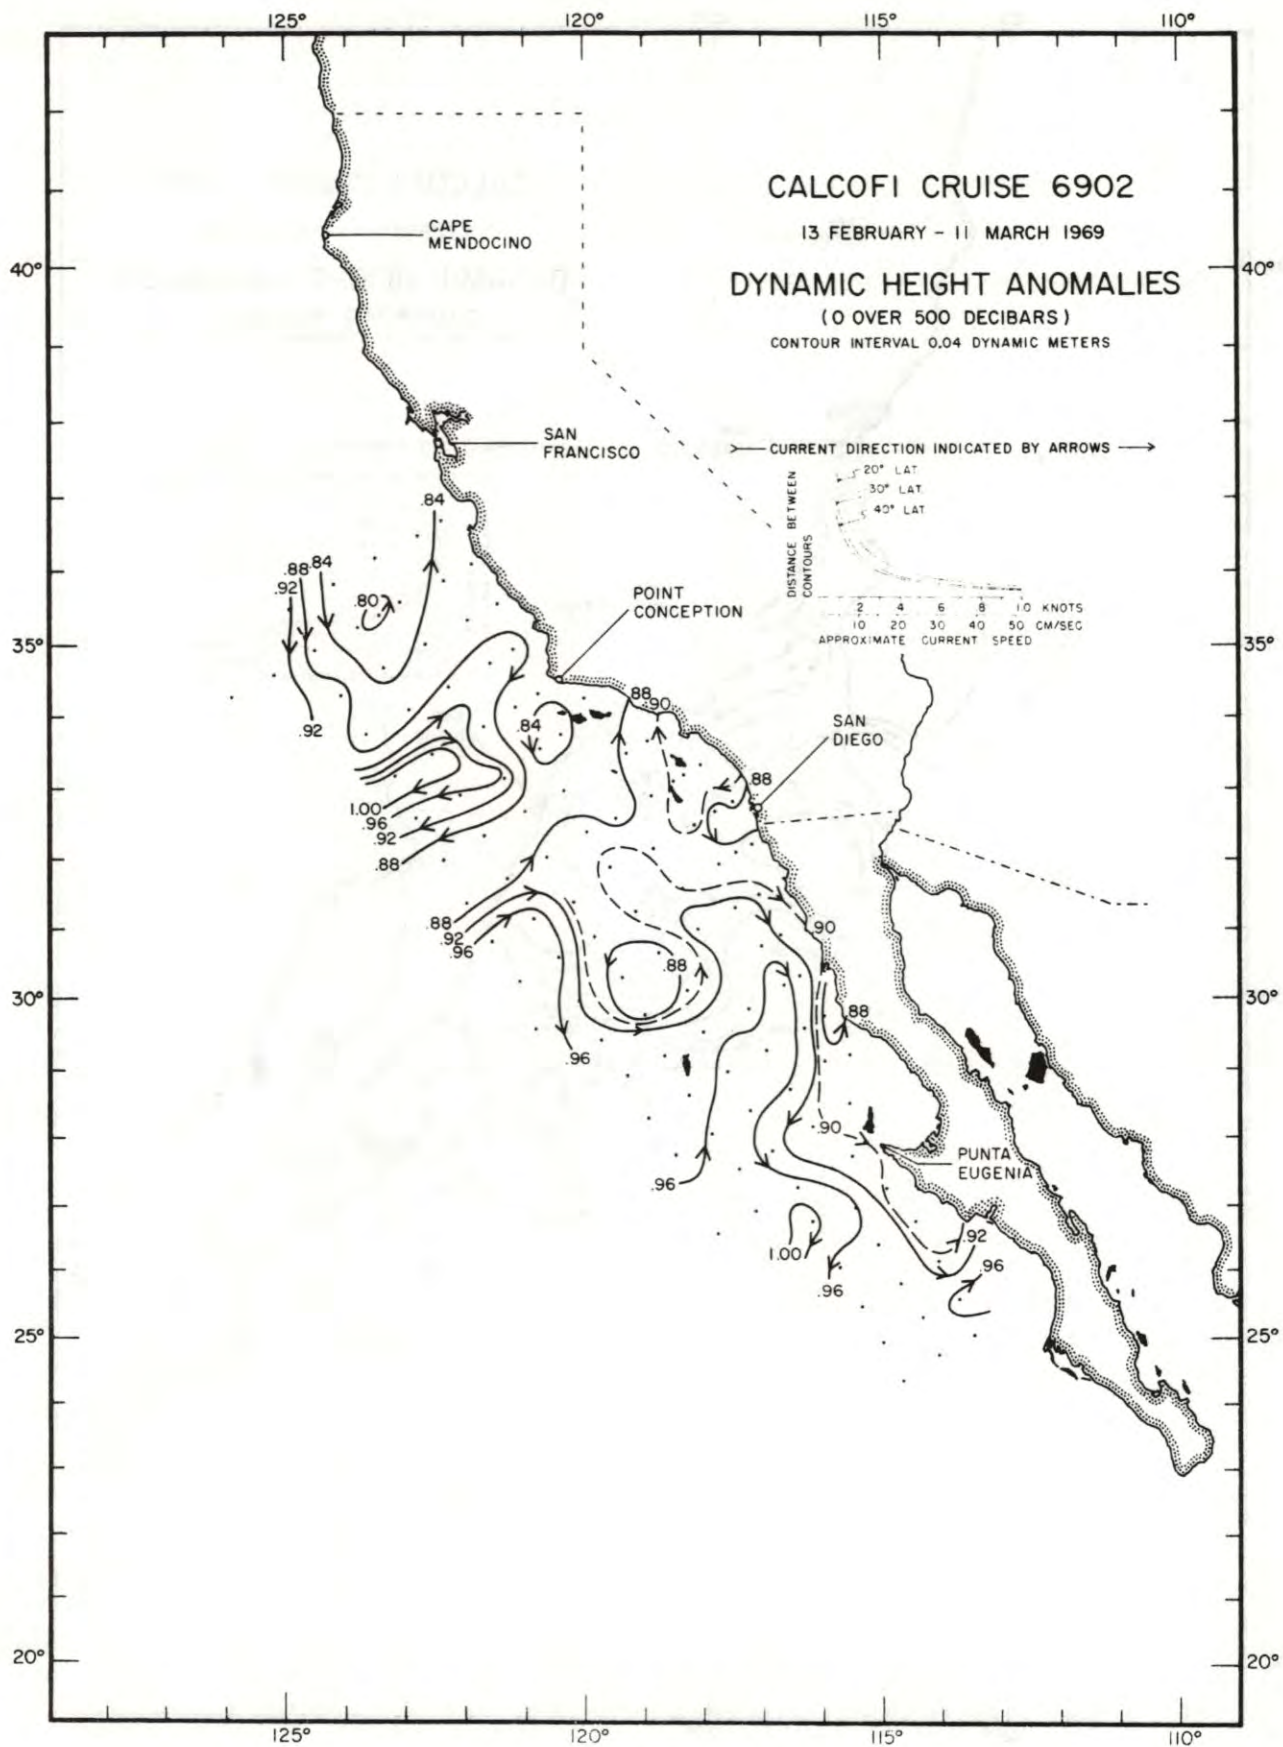 125° 120° 115° 110°
CALCOFI CRUISE 6902
13 FEBRUARY - 11 MARCH 1969
DYNAMIC HEIGHT ANOMALIES
(0 OVER 500 DECIBARS)
CONTOUR INTERVAL 0.04 DYNAMIC METERS
CAPE
MENDOCINO
40° 40°
SAN
FRANCISCO
CURRENT DIRECTION INDICATED BY ARROWS
20° LAT
30° LAT.
40° LAT
DISTANCE BETWEEN
CONTOURS
.2 .4 .6 .8 1.0 KNOTS
10 20 30 40 50 CM/SEC
APPROXIMATE CURRENT SPEED
.84
.88 .84
.92
.80
POINT
CONCEPTION
35° 35°
.88 .90
.84
.92
SAN
DIEGO
.88
1.00
.96
.92
.88
.88
.92
.96
.90
.88
30° 30°
.88
.96
.90
PUNTA
EUGENIA
.96
1.00
.92
.96
.96
25° 25°
20° 20°
125° 120° 115° 110°